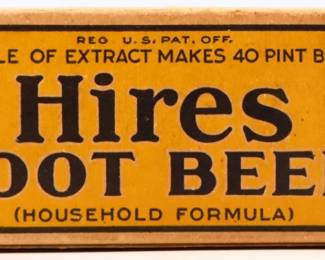 REG U.S. PAT. OFF.
LE OF EXTRACT MAKES 40 PINT B
Hires
OOT BEE
(HOUSEHOLD FORMULA)